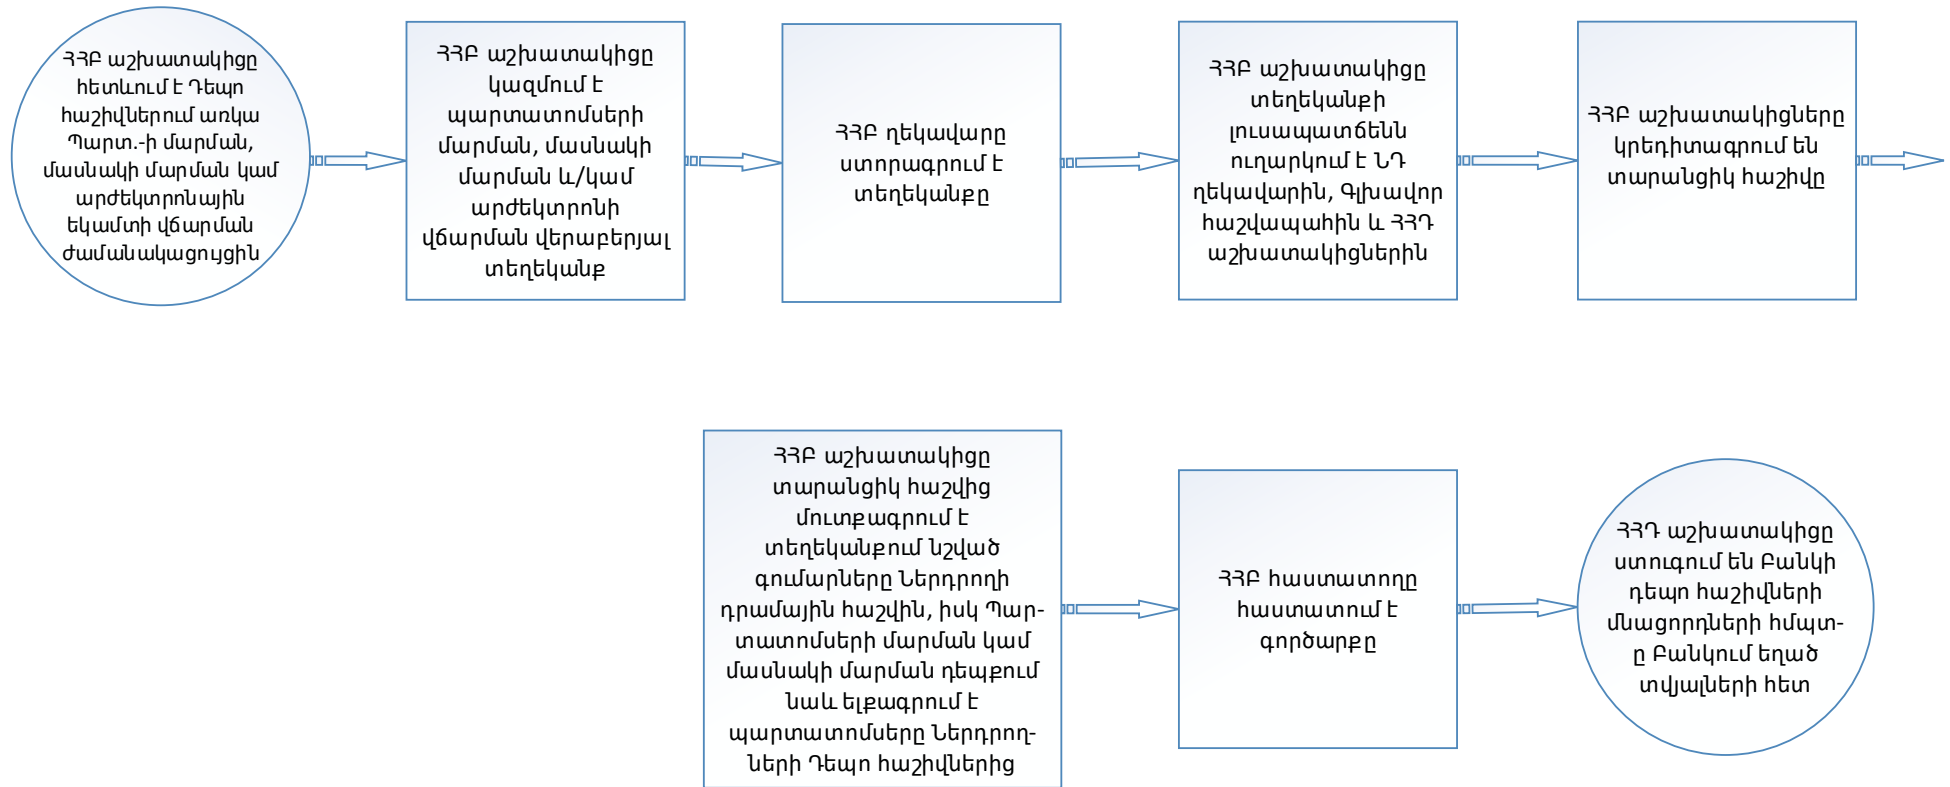 ՀՀԲ աշխատակիցը
հետևում է Դեպո
հաշիվներում առկա
Պարտ.-ի մարման,
մասնակի մարման կամ
արժեկտրոնային
եկամտի վճարման
ժամանակացույցին
ՀՀԲ աշխատակիցը
կազմում է
պարտատոմսերի
մարման, մասնակի
մարման և/կամ
արժեկտրոնի
վճարման վերաբերյալ
տեղեկանք
ՀՀԲ ղեկավարը
ստորագրում է
տեղեկանքը
ՀՀԲ աշխատակիցը
տեղեկանքի
լուսապատճենն
ուղարկում է ՆԴ
ղեկավարին, Գլխավոր
հաշվապահին և ՀՀԴ
աշխատակիցներին
ՀՀԲ աշխատակիցները
կրեդիտագրում են
տարանցիկ հաշիվը
ՀՀԲ աշխատակիցը
տարանցիկ հաշվից
մուտքագրում է
տեղեկանքում նշված
գումարները Ներդրողի
դրամային հաշվին, իսկ Պար-
տատոմսերի մարման կամ
մասնակի մարման դեպքում
նաև ելքագրում է
պարտատոմսերը Ներդրող-
ների Դեպո հաշիվներից
ՀՀԲ հաստատողը
հաստատում է
գործարքը
ՀՀԴ աշխատակիցը
ստուգում են Բանկի
դեպո հաշիվների
մնացորդների հմպտ-
ը Բանկում եղած
տվյալների հետ